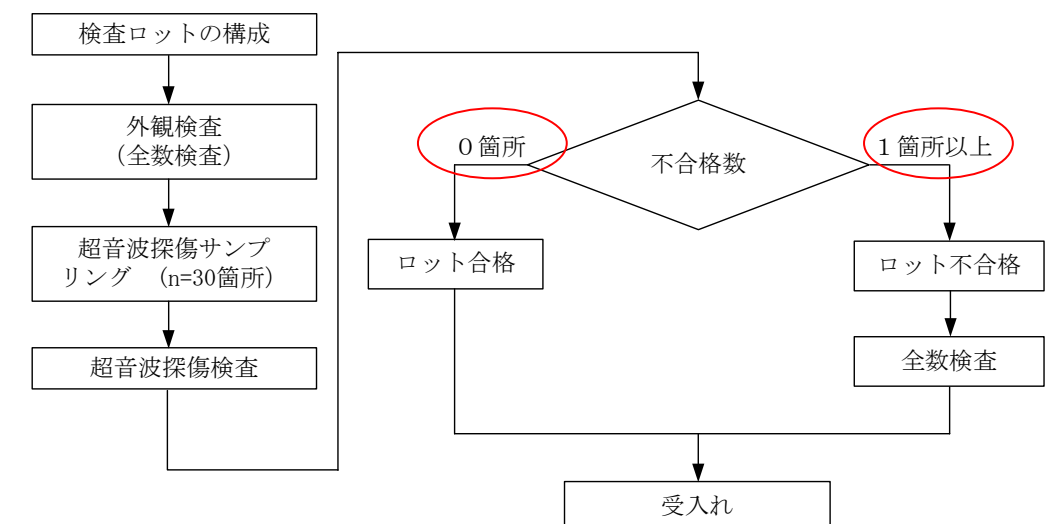 検査ロットの構成
外観検査
（全数検査）
超音波探傷サンプ
リング　（n=30箇所）
超音波探傷検査
不合格数
０箇所
１箇所以上
ロット合格
ロット不合格
全数検査
受入れ